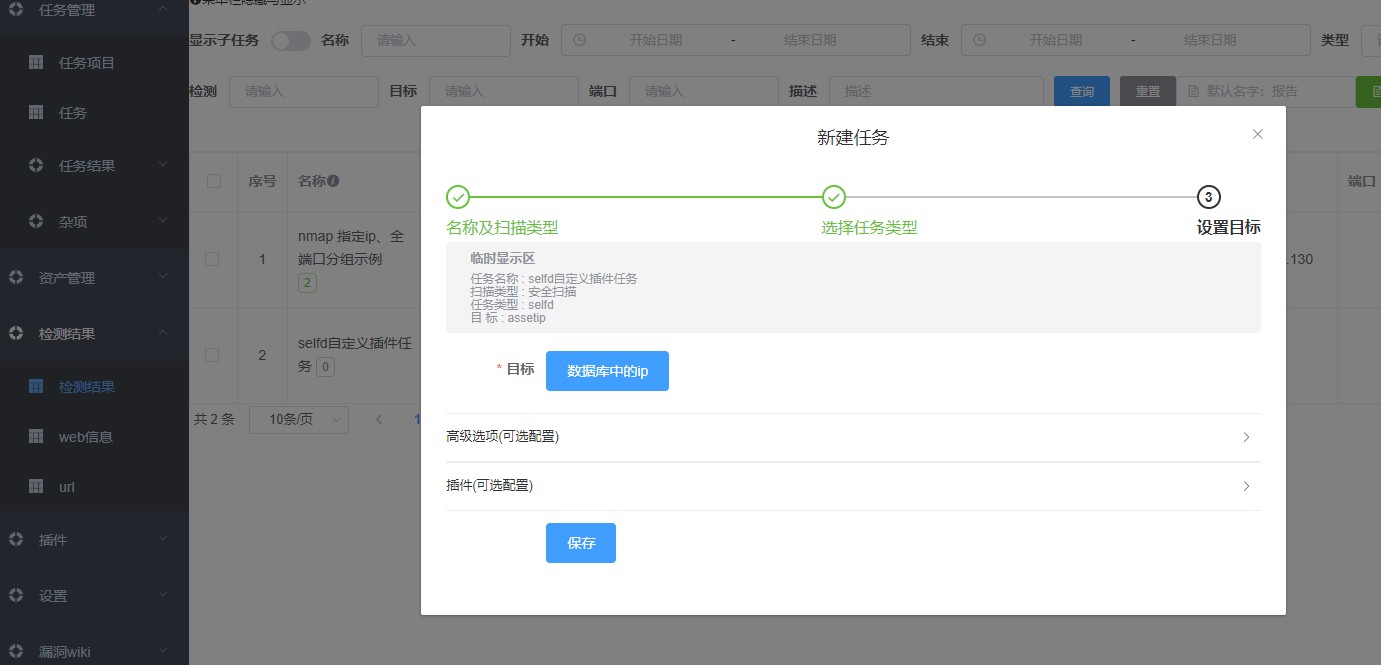 任务管理
任务项目
任务
任务结果
杂项
资产管理
检测结果
检测结果
web信息
url
插件
设置
漏洞wiki
显示子任务 名称 请输入 开始 开始日期 - 结束日期 结束 开始日期 - 结束日期 类型
检测 请输入 目标 请输入 端口 请输入 描述 描述 查询 重置 默认名字：报告
序号 名称 端口
1 nmap 指定ip、全
端口分组示例
2
.130
2 selfd自定义插件任
务 0
共 2 条 10条/页 1
新建任务
3
名称及扫描类型 选择任务类型 设置目标
临时显示区
任务名称 : selfd自定义插件任务
扫描类型 : 安全扫描
任务类型 : selfd
目 标 : assetip
* 目标 数据库中的ip
高级选项(可选配置)
插件(可选配置)
保存